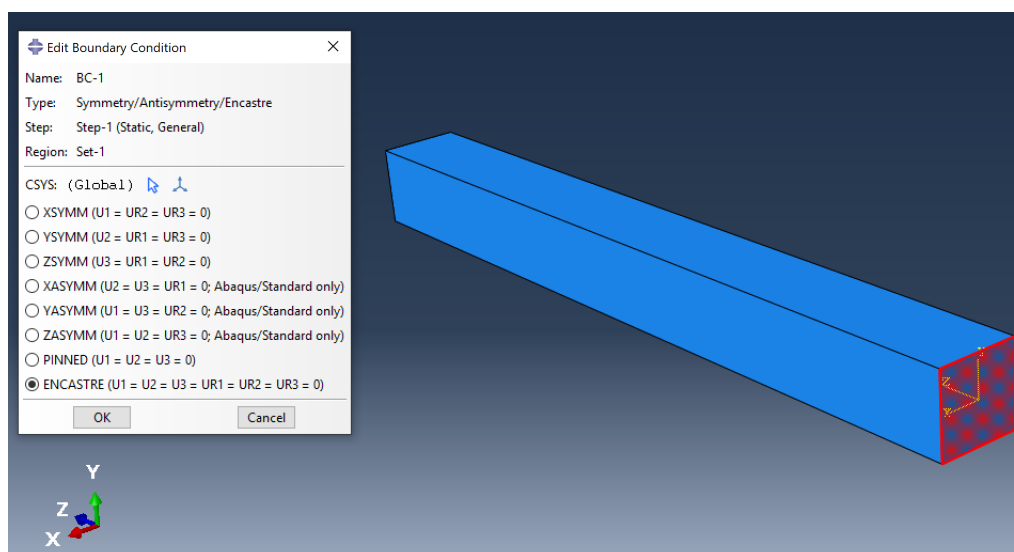 Edit Boundary Condition
Name: BC-1
Type: Symmetry/Antisymmetry/Encastre
Step: Step-1 (Static, General)
Region: Set-1
CSYS: (Global)
XSYMM (U1 = UR2 = UR3 = 0)
YSYMM (U2 = UR1 = UR3 = 0)
ZSYMM (U3 = UR1 = UR2 = 0)
XASYMM (U2 = U3 = UR1 = 0; Abaqus/Standard only)
YASYMM (U1 = U3 = UR2 = 0; Abaqus/Standard only)
ZASYMM (U1 = U2 = UR3 = 0; Abaqus/Standard only)
PINNED (U1 = U2 = U3 = 0)
ENCASTRE (U1 = U2 = U3 = UR1 = UR2 = UR3 = 0)
OK Cancel
Y
Z
X
Z